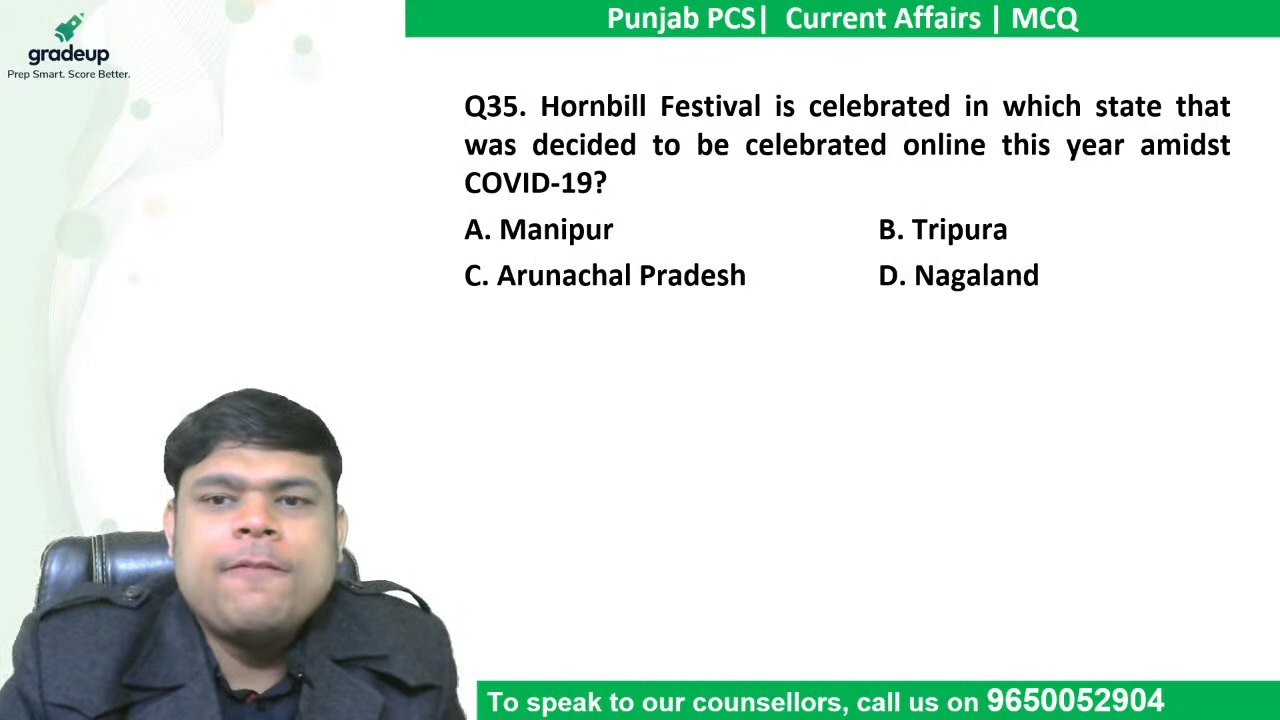 gradeup
Prep Smart. Score Better.
Punjab PCS| Current Affairs | MCQ
Q35. Hornbill Festival is celebrated in which state that
was decided to be celebrated online this year amidst
COVID-19?
A. Manipur B. Tripura
C. Arunachal Pradesh D. Nagaland
To speak to our counsellors, call us on 9650052904